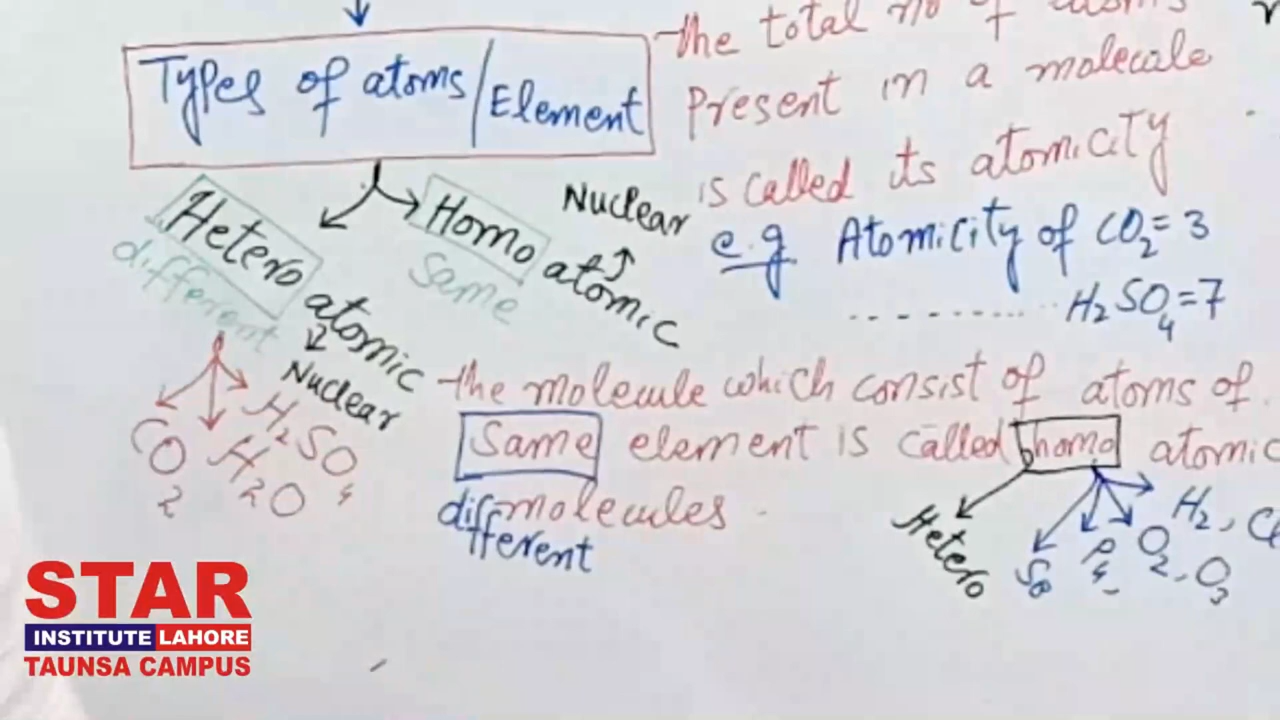 Types of atoms/Element
the total no of atoms
Present in a molecule
is called its atomicity
e.g Atomicity of CO₂=3
.......... H₂SO₄=7
Hetero atomic
different
Nuclear
Homo atomic
Same
Nuclear
CO₂
H₂O
H₂SO₄
the molecule which consist of atoms of
Same element is called homo atomic
different
molecules.
Hetero
S₈ P₄, O₂, O₃ H₂,
STAR
INSTITUTE LAHORE
TAUNSA CAMPUS